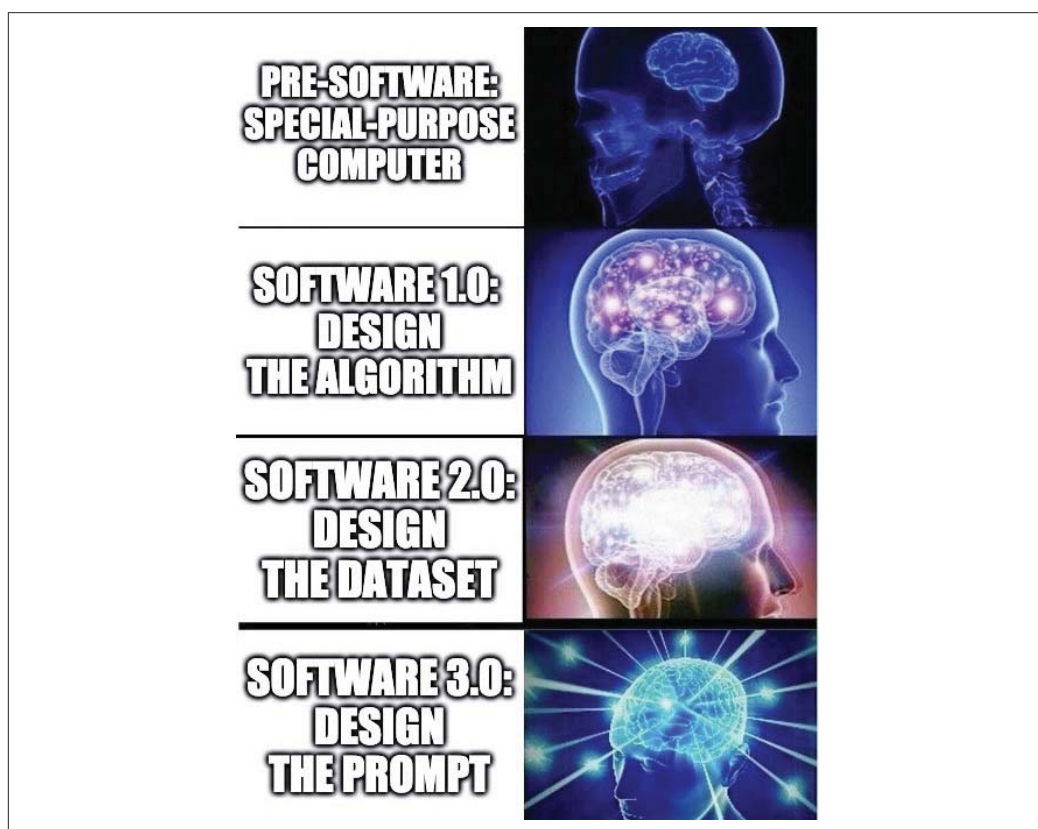 PRE-SOFTWARE:
SPECIAL-PURPOSE
COMPUTER
SOFTWARE 1.0:
DESIGN
THE ALGORITHM
SOFTWARE 2.0:
DESIGN
THE DATASET
SOFTWARE 3.0:
DESIGN
THE PROMPT